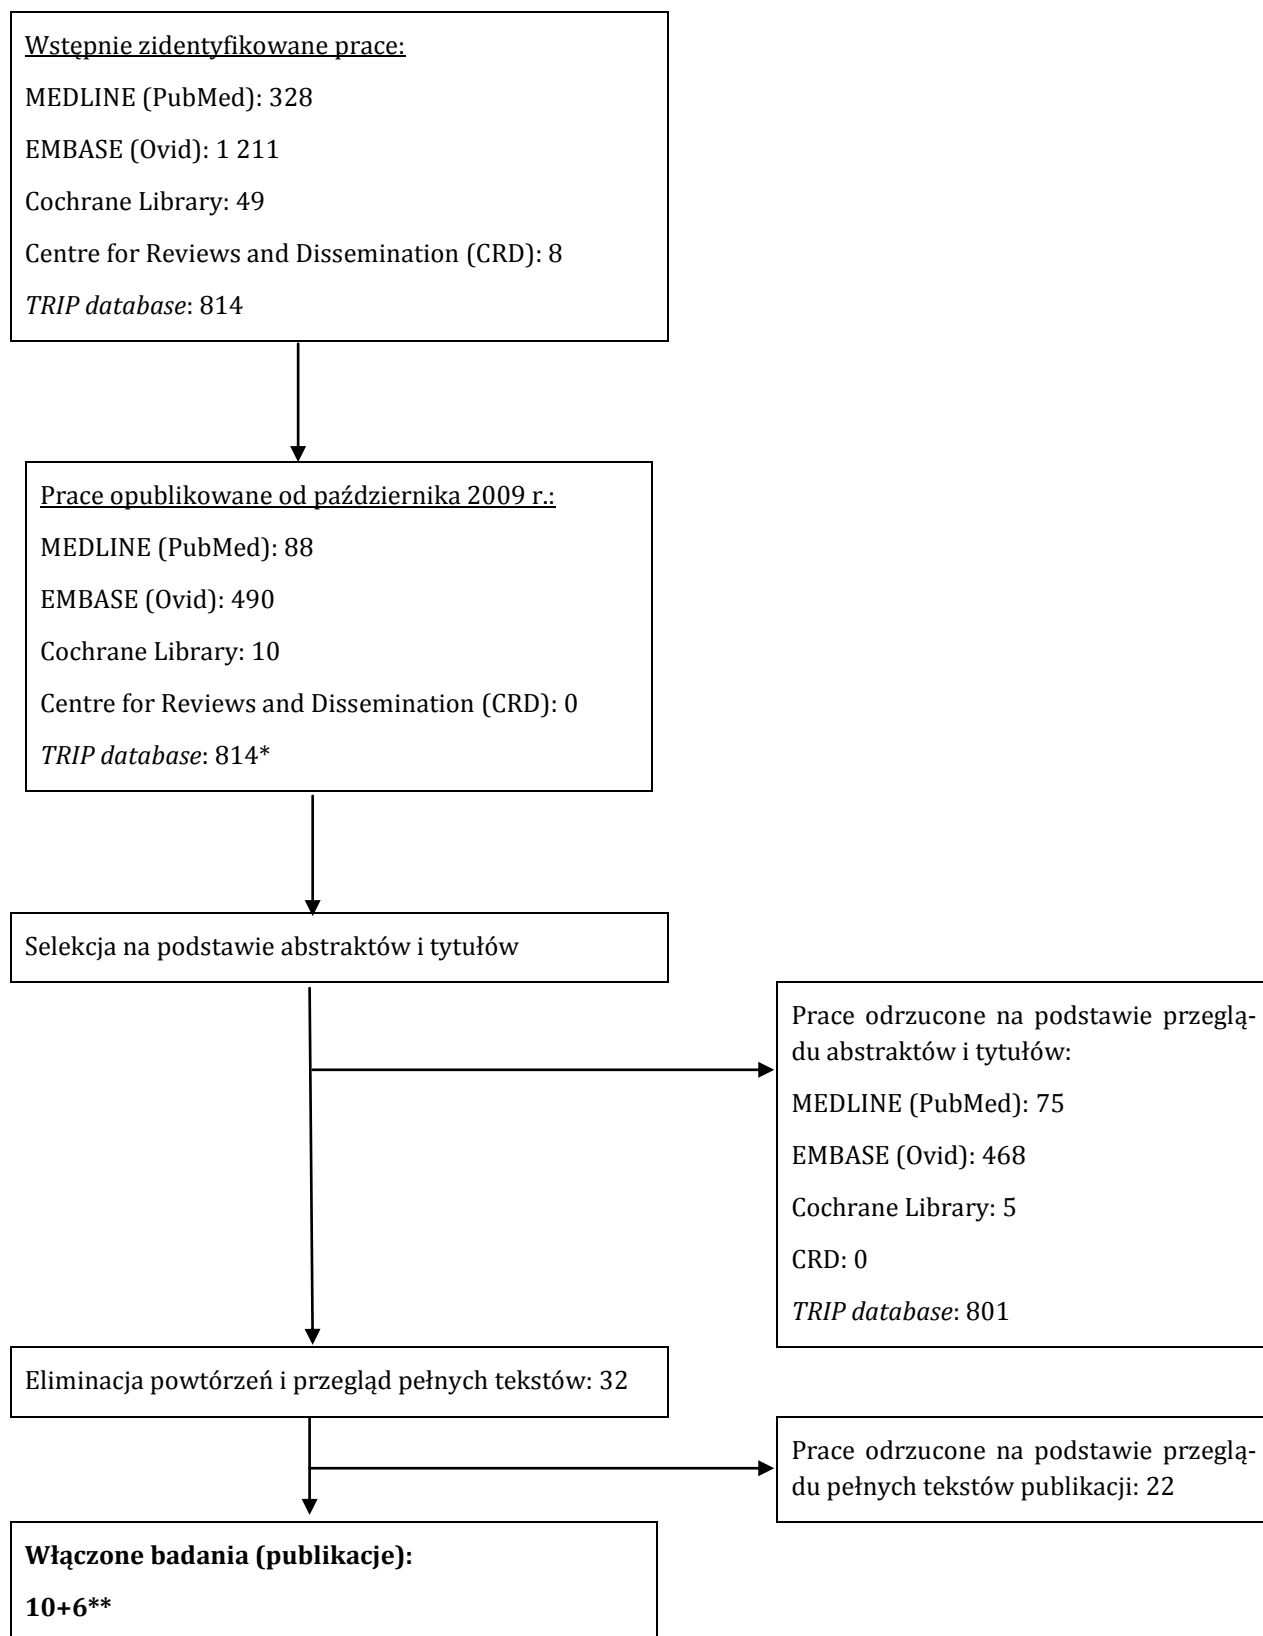 Wstępnie zidentyfikowane prace:
MEDLINE (PubMed): 328
EMBASE (Ovid): 1 211
Cochrane Library: 49
Centre for Reviews and Dissemination (CRD): 8
TRIP database: 814
Prace opublikowane od października 2009 r.:
MEDLINE (PubMed): 88
EMBASE (Ovid): 490
Cochrane Library: 10
Centre for Reviews and Dissemination (CRD): 0
TRIP database: 814*
Selekcja na podstawie abstraktów i tytułów
Prace odrzucone na podstawie przeglą-
du abstraktów i tytułów:
MEDLINE (PubMed): 75
EMBASE (Ovid): 468
Cochrane Library: 5
CRD: 0
TRIP database: 801
Eliminacja powtórzeń i przegląd pełnych tekstów: 32
Prace odrzucone na podstawie przeglą-
du pełnych tekstów publikacji: 22
Włączone badania (publikacje):
10+6**